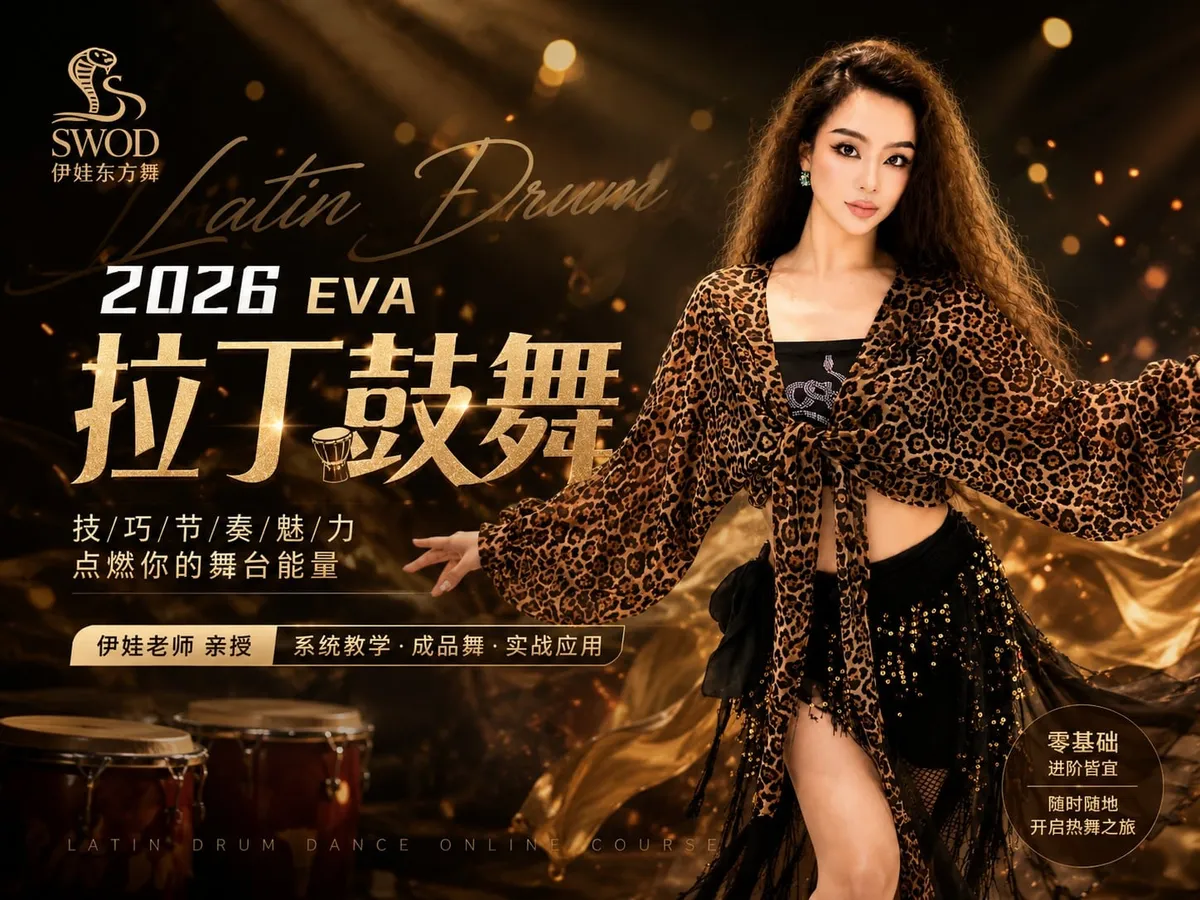 SWOD
伊娃东方舞
Latin Drum
2026 EVA
拉丁鼓舞
技/巧/节/奏/魅/力
点燃你的舞台能量
伊娃老师 亲授 系统教学·成品舞·实战应用
零基础
进阶皆宜
随时随地
开启热舞之旅
LATIN DRUM DANCE ONLINE COURSE